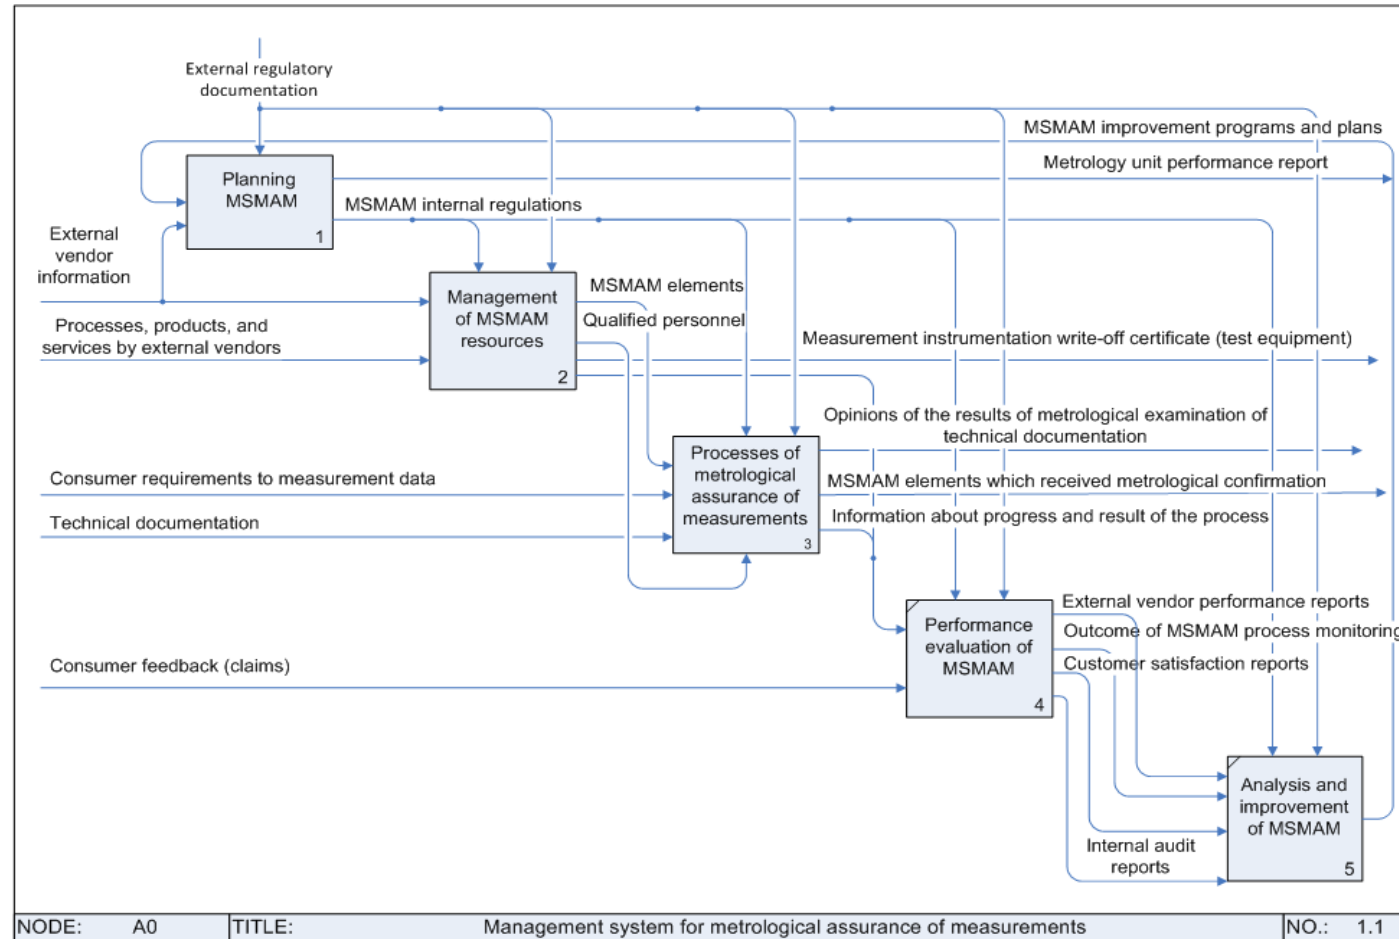 External regulatory
documentation
MSMAM improvement programs and plans
Metrology unit performance report
Planning
MSMAM
1
MSMAM internal regulations
External
vendor
information
Management
of MSMAM
resources
2
MSMAM elements
Qualified personnel
Processes, products, and
services by external vendors
Measurement instrumentation write-off certificate (test equipment)
Opinions of the results of metrological examination of
technical documentation
Processes of
metrological
assurance of
measurements
3
Consumer requirements to measurement data
MSMAM elements which received metrological confirmation
Technical documentation
Information about progress and result of the process
Performance
evaluation of
MSMAM
4
External vendor performance reports
Outcome of MSMAM process monitoring
Customer satisfaction reports
Consumer feedback (claims)
Analysis and
improvement
of MSMAM
5
Internal audit
reports
NODE: A0 TITLE: Management system for metrological assurance of measurements NO.: 1.1